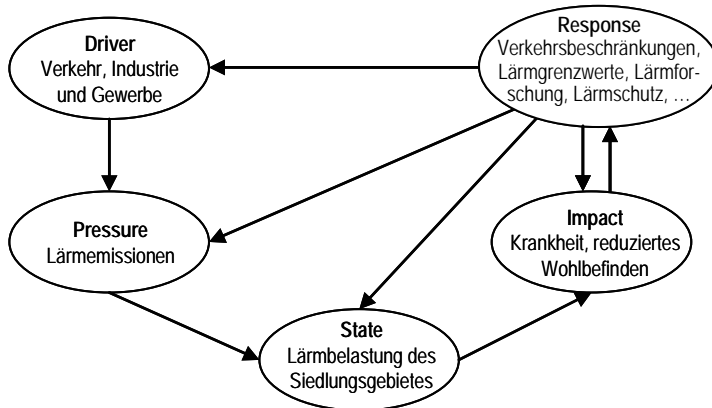 Driver
Verkehr, Industrie
und Gewerbe
Response
Verkehrsbeschränkungen,
Lärmgrenzwerte, Lärmfor-
schung, Lärmschutz, ...
Pressure
Lärmemissionen
Impact
Krankheit, reduziertes
Wohlbefinden
State
Lärmbelastung des
Siedlungsgebietes